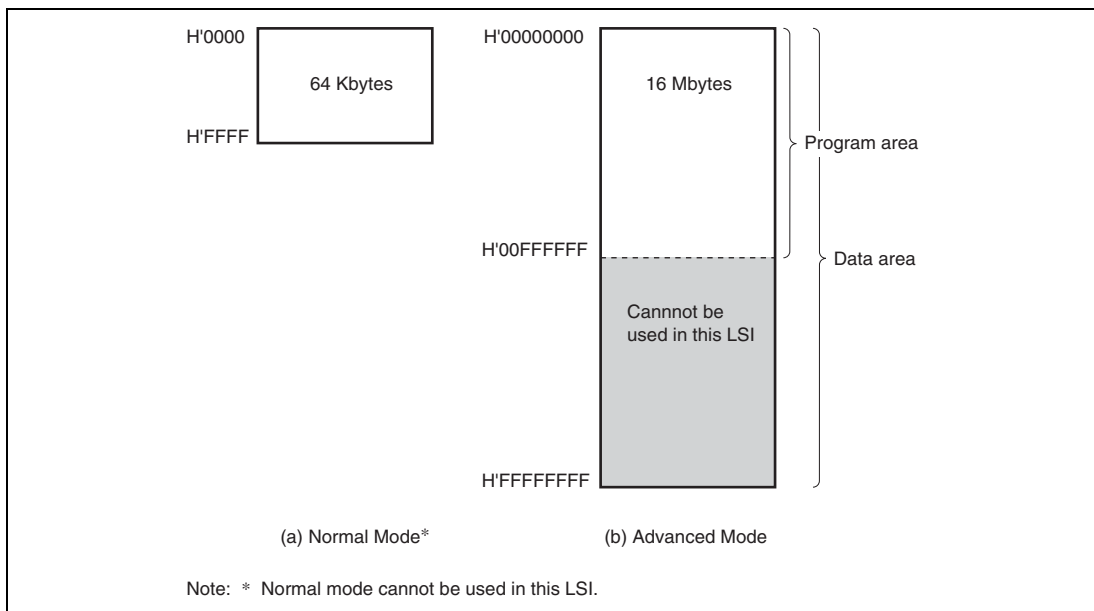 H'0000
64 Kbytes
H'FFFF
H'00000000
16 Mbytes
Program area
H'00FFFFFF
Data area
Cannnot be
used in this LSI
H'FFFFFFFF
(a) Normal Mode*
(b) Advanced Mode
Note: * Normal mode cannot be used in this LSI.